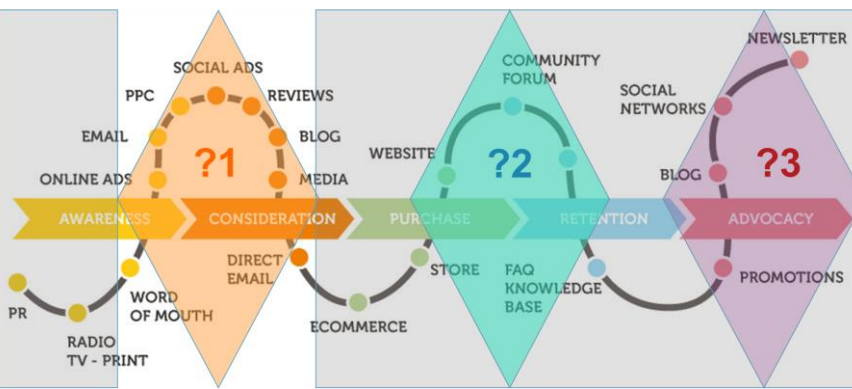 NEWSLETTER
SOCIAL ADS
COMMUNITY
FORUM
PPC
REVIEWS
SOCIAL
NETWORKS
EMAIL
BLOG
WEBSITE
?1
?2
?3
ONLINE ADS
MEDIA
BLOG
AWARENESS
CONSIDERATION
PURCHASE
RETENTION
ADVOCACY
DIRECT
EMAIL
STORE
FAQ
KNOWLEDGE
BASE
PROMOTIONS
PR
WORD
OF MOUTH
ECOMMERCE
RADIO
TV - PRINT